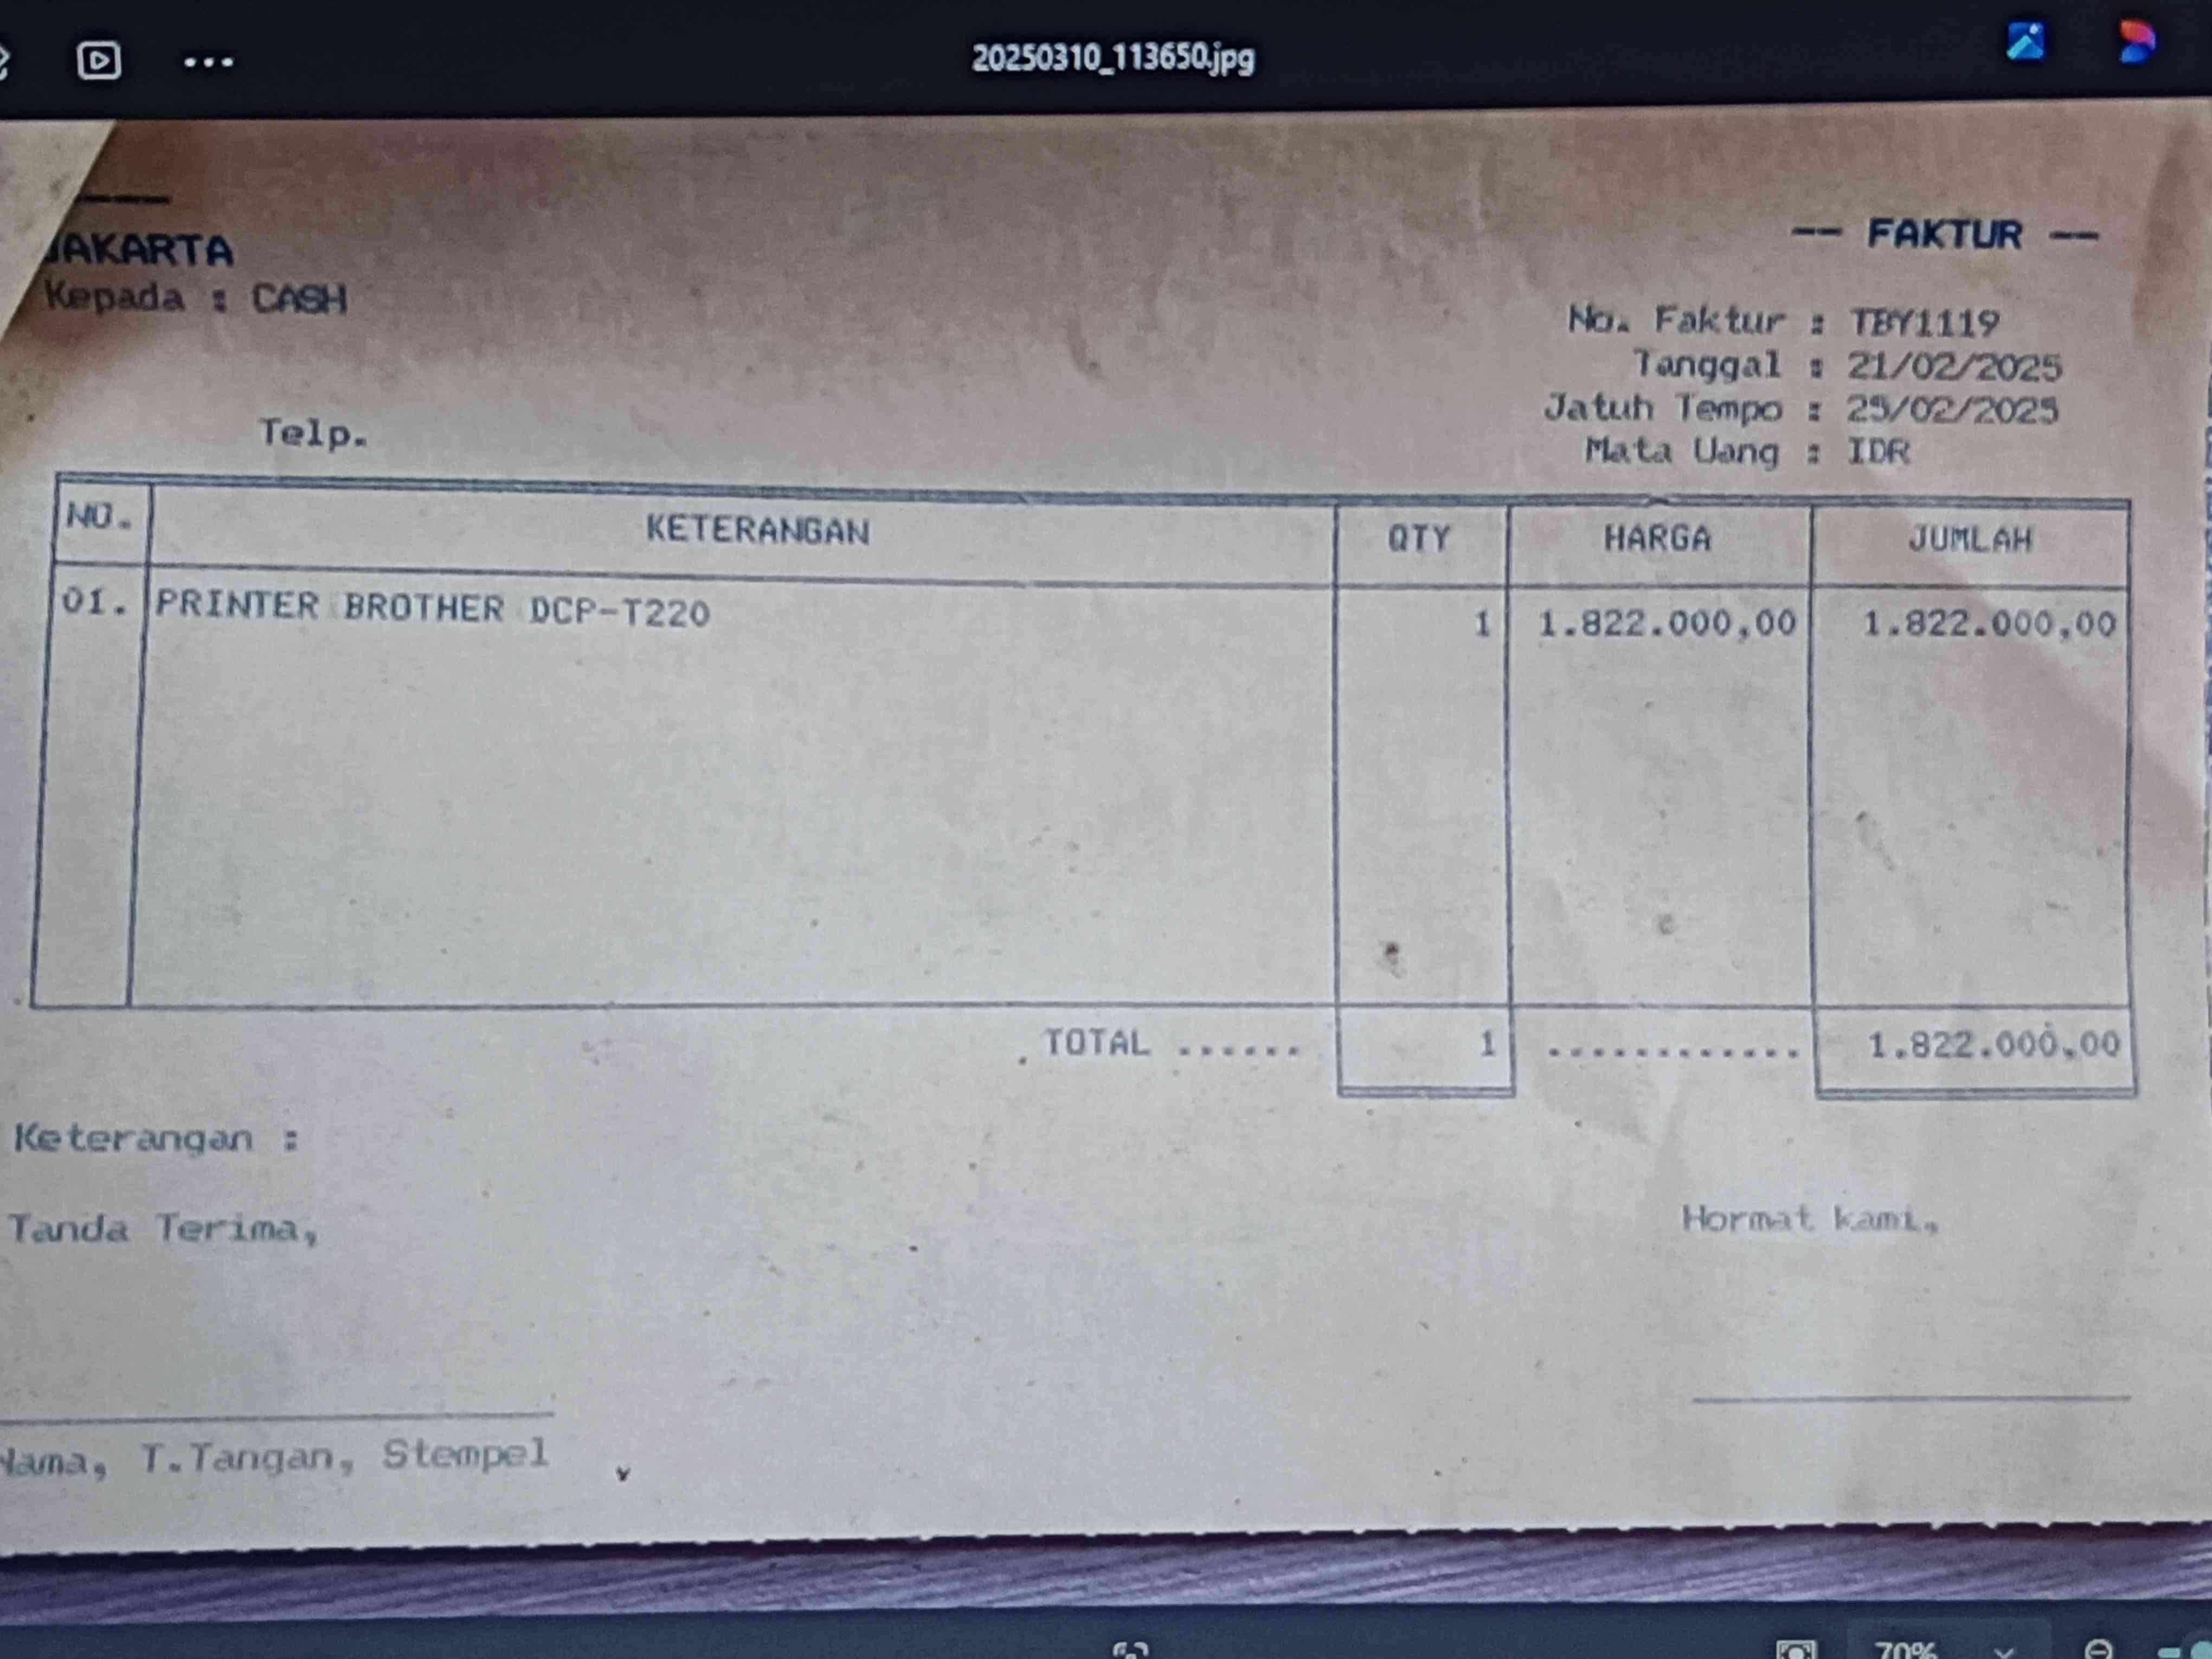 20250310_113650.jpg
JAKARTA
-- FAKTUR --
Kepada : CASH
No. Faktur : TBY1119
Tanggal : 21/02/2025
Jatuh Tempo : 25/02/2025
Mata Uang : IDR
Telp.
NO. KETERANGAN QTY HARGA JUMLAH
01. PRINTER BROTHER DCP-T220 1 1.822.000,00 1.822.000,00
TOTAL ...... 1 ............ 1.822.000,00
Keterangan :
Tanda Terima,
Hormat kami,
Nama, T.Tangan, Stempel
70%